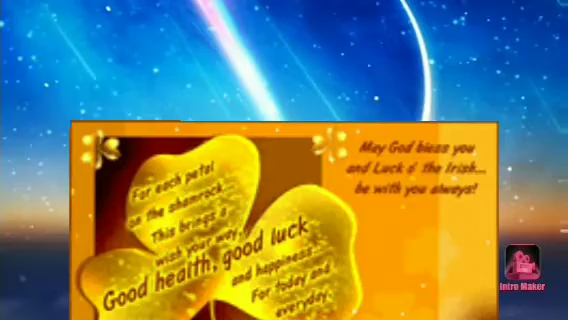 For each petal
on the shamrock...
This brings a
wish your way,
Good health, good luck
and happiness...
For today and
everyday.
May God bless you
and Luck o' the Irish...
be with you always!
Intro Maker